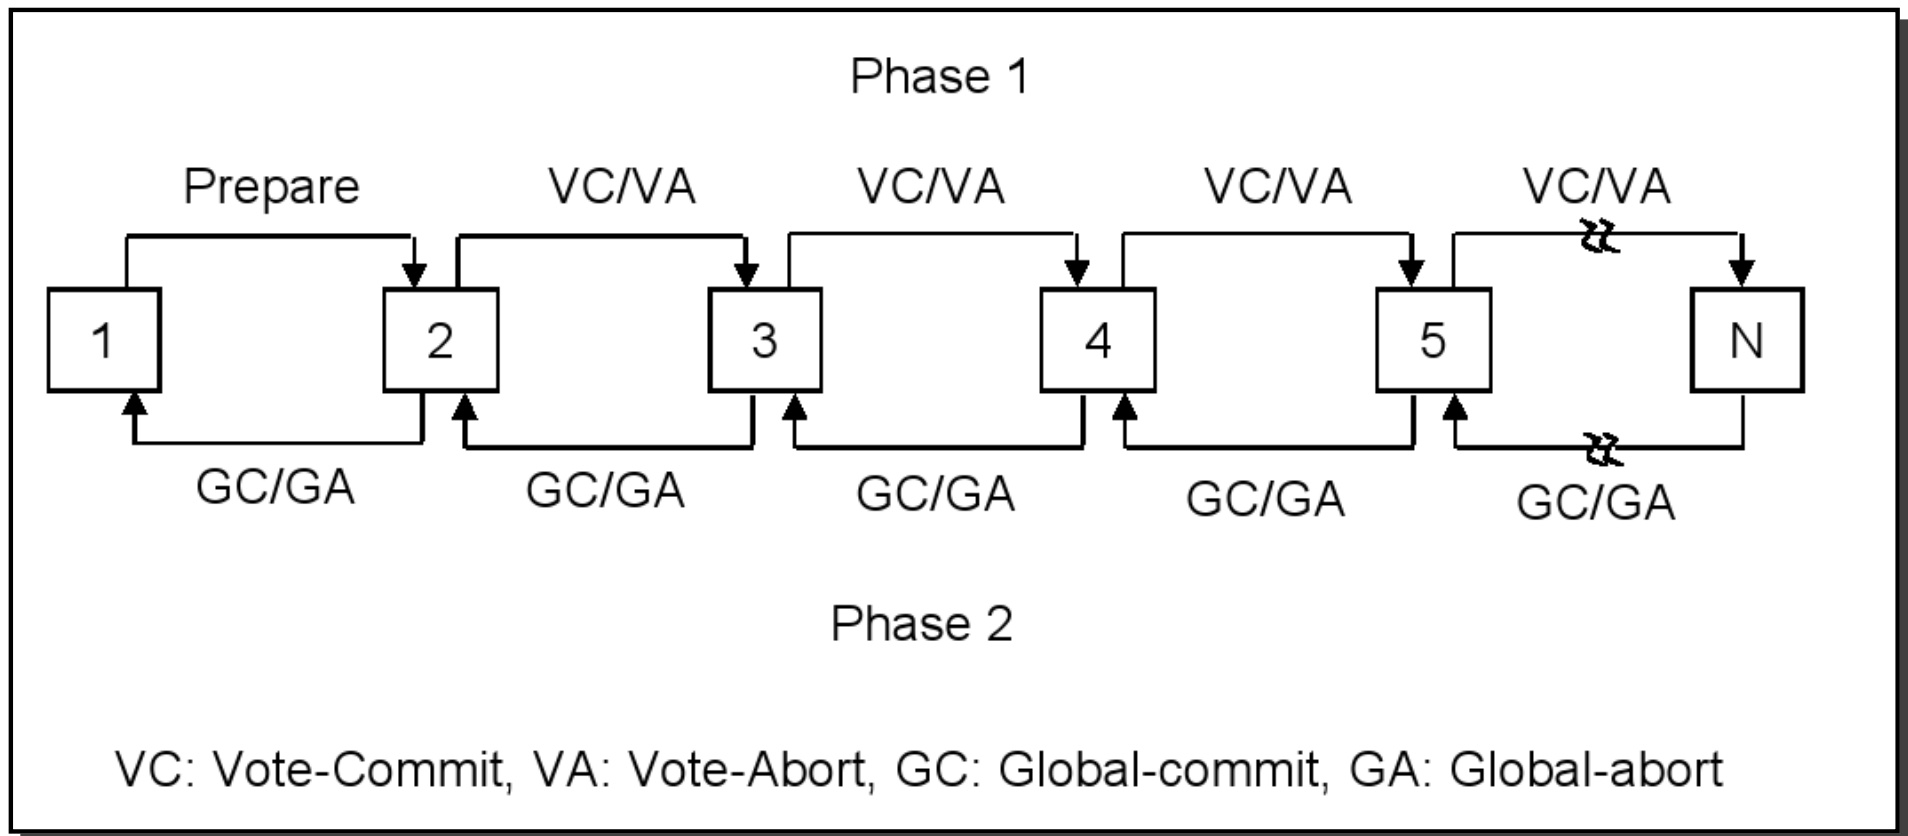 Phase 1
Prepare VC/VA VC/VA VC/VA VC/VA
1 2 3 4 5 N
GC/GA GC/GA GC/GA GC/GA GC/GA
Phase 2
VC: Vote-Commit, VA: Vote-Abort, GC: Global-commit, GA: Global-abort